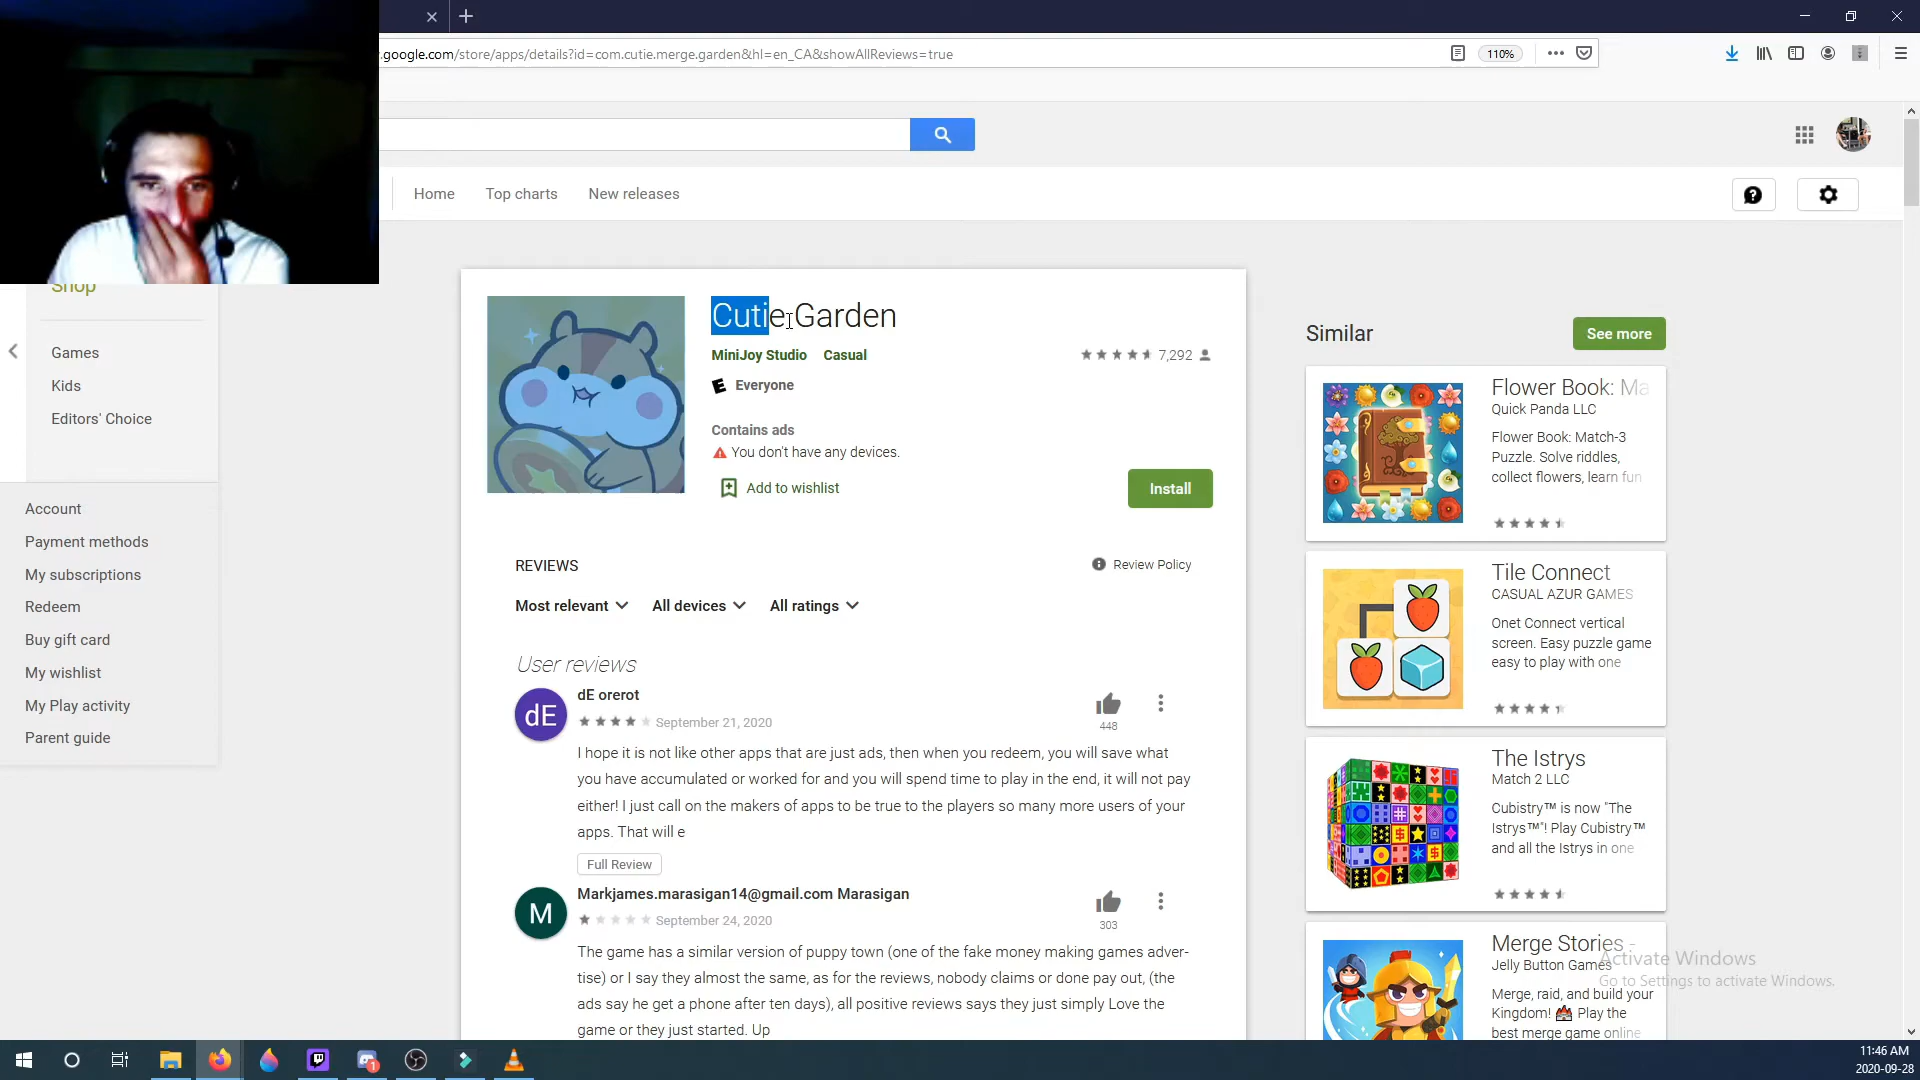 .google.com/store/apps/details?id=com.cutie.merge.garden&hl=en_CA&showAllReviews=true
110%
Home
Top charts
New releases
Shop
Games
Kids
Editors' Choice
Account
Payment methods
My subscriptions
Redeem
Buy gift card
My wishlist
My Play activity
Parent guide
Cutie Garden
MiniJoy Studio Casual
7,292
Everyone
Contains ads
You don't have any devices.
Add to wishlist
Install
REVIEWS
Review Policy
Most relevant
All devices
All ratings
User reviews
dE
dE orerot
September 21, 2020
448
I hope it is not like other apps that are just ads, then when you redeem, you will save what
you have accumulated or worked for and you will spend time to play in the end, it will not pay
either! I just call on the makers of apps to be true to the players so many more users of your
apps. That will e
Full Review
M
Markjames.marasigan14@gmail.com Marasigan
September 24, 2020
303
The game has a similar version of puppy town (one of the fake money making games adver-
tise) or I say they almost the same, as for the reviews, nobody claims or done pay out, (the
ads say he get a phone after ten days), all positive reviews says they just simply Love the
game or they just started. Up
Similar
See more
Flower Book: Ma
Quick Panda LLC
Flower Book: Match-3
Puzzle. Solve riddles,
collect flowers, learn fun
Tile Connect
CASUAL AZUR GAMES
Onet Connect vertical
screen. Easy puzzle game
easy to play with one
The Istrys
Match 2 LLC
Cubistry™ is now "The
Istrys™"! Play Cubistry™
and all the Istrys in one
Merge Stories -
Jelly Button Games
Merge, raid, and build your
Kingdom! 🏰 Play the
best merge game online
Activate Windows
Go to Settings to activate Windows.
1
11:46 AM
2020-09-28